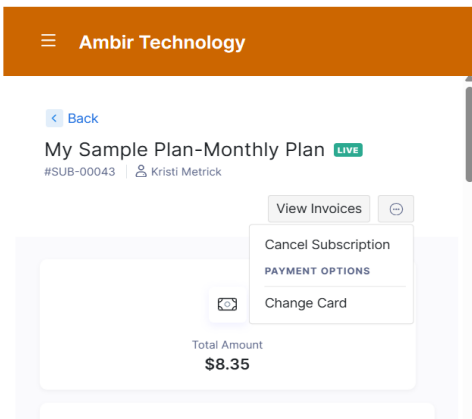 Ambir Technology
Back
My Sample Plan-Monthly Plan LIVE
#SUB-00043 Kristi Metrick
View Invoices
Cancel Subscription
PAYMENT OPTIONS
Change Card
Total Amount
$8.35